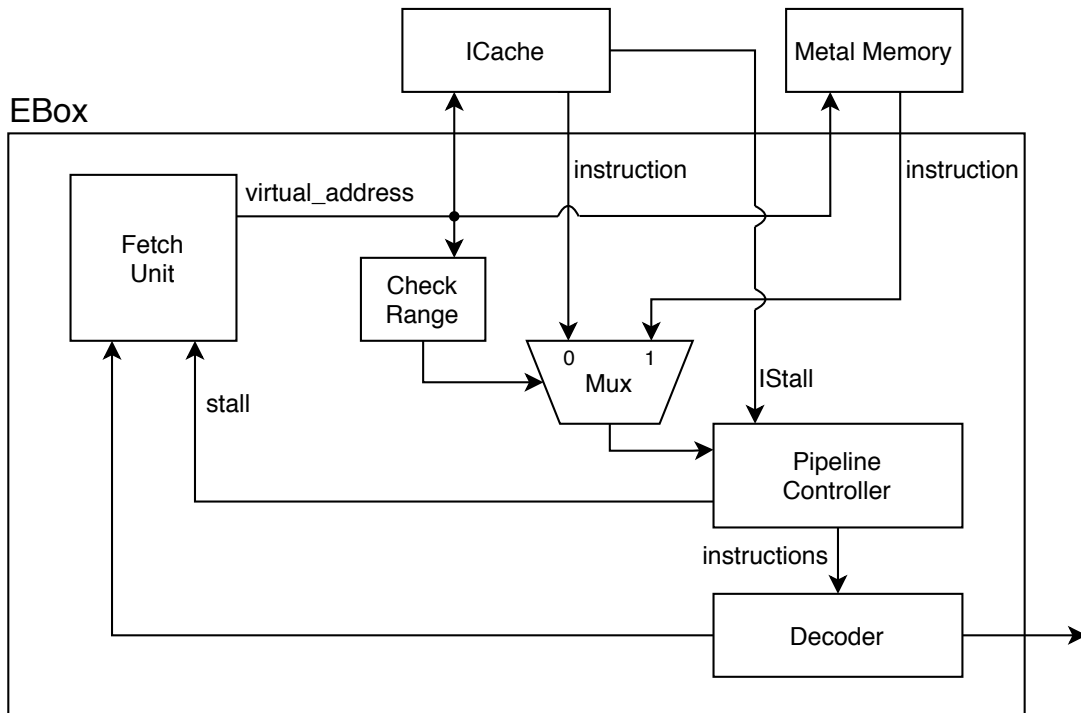 ICache
Metal Memory
EBox
instruction
instruction
virtual_address
Fetch
Unit
Check
Range
0
1
Mux
IStall
stall
Pipeline
Controller
instructions
Decoder